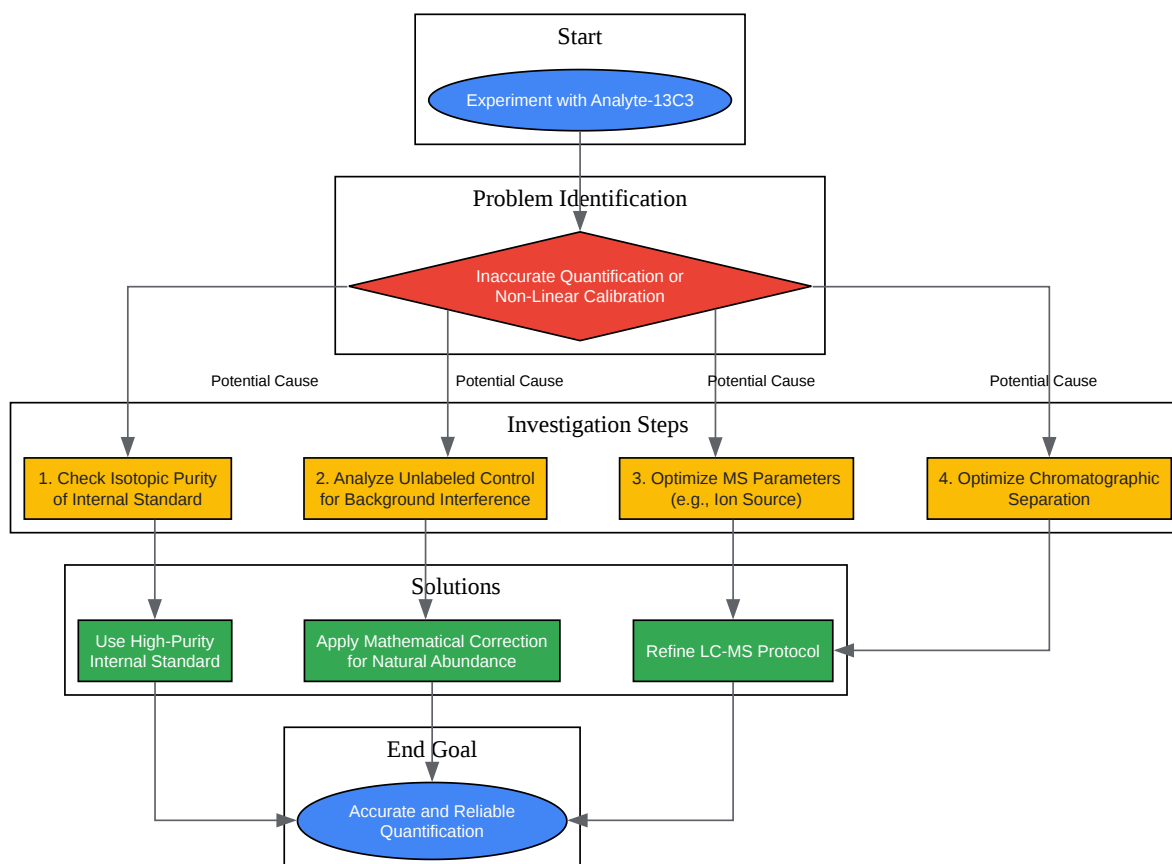 Start
Experiment with Analyte-13C3
Problem Identification
Inaccurate Quantification or
Non-Linear Calibration
Potential Cause
Potential Cause
Potential Cause
Potential Cause
Investigation Steps
1. Check Isotopic Purity
of Internal Standard
2. Analyze Unlabeled Control
for Background Interference
3. Optimize MS Parameters
(e.g., Ion Source)
4. Optimize Chromatographic
Separation
Solutions
Use High-Purity
Internal Standard
Apply Mathematical Correction
for Natural Abundance
Refine LC-MS Protocol
End Goal
Accurate and Reliable
Quantification